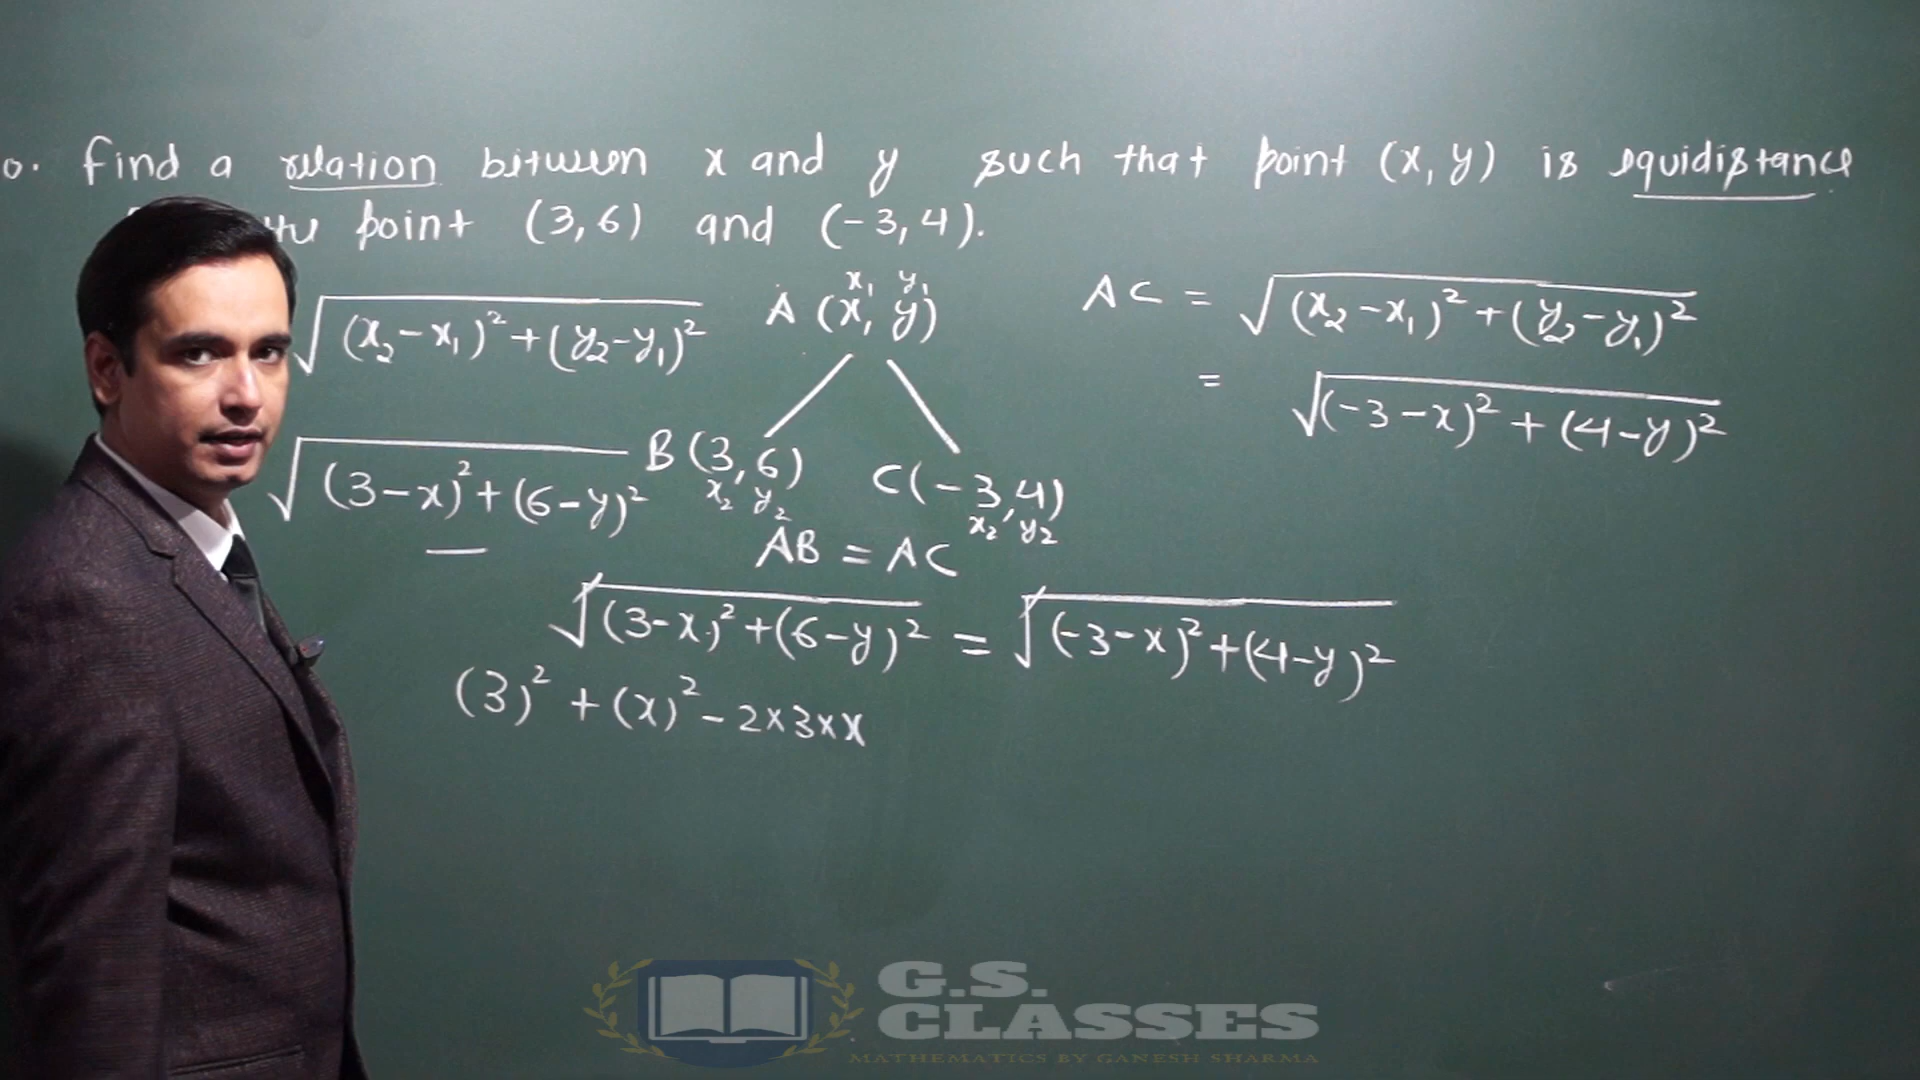 o. find a relation between x and y such that point (x, y) is equidistance
the point (3, 6) and (-3, 4).
√(x₂-x₁)²+(y₂-y₁)²
x₁ y₁
A (x, y)
AC = √(x₂-x₁)²+(y₂-y₁)²
= √(-3-x)²+(4-y)²
√(3-x)²+(6-y)²
B (3, 6)
x₂ y₂
C(-3, 4)
x₂, y₂
AB = AC
√(3-x)²+(6-y)² = √(-3-x)²+(4-y)²
(3)²+(x)²-2×3×x
G.S.
CLASSES
MATHEMATICS BY GANESH SHARMA